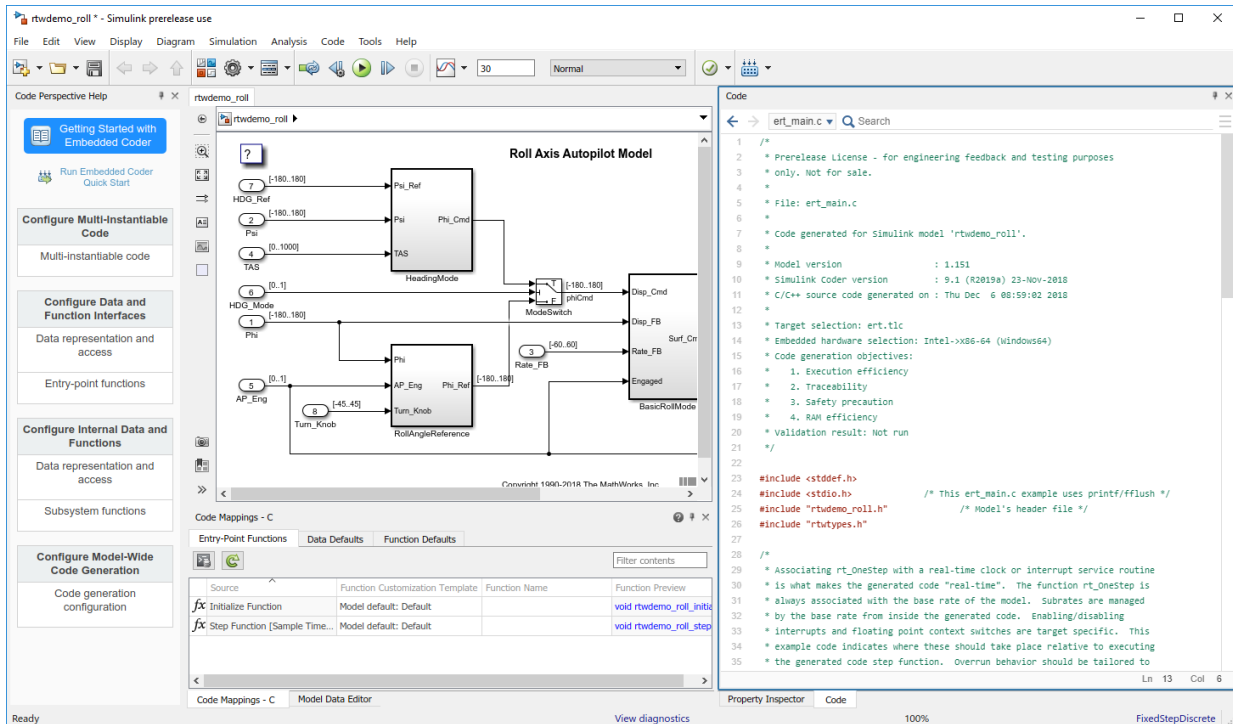 rtwdemo_roll * - Simulink prerelease use
File Edit View Display Diagram Simulation Analysis Code Tools Help
30 Normal
Code Perspective Help
Getting Started with
Embedded Coder
Run Embedded Coder
Quick Start
Configure Multi-Instantiable
Code
Multi-instantiable code
Configure Data and
Function Interfaces
Data representation and
access
Entry-point functions
Configure Internal Data and
Functions
Data representation and
access
Subsystem functions
Configure Model-Wide
Code Generation
Code generation
configuration
rtwdemo_roll
rtwdemo_roll
?
Roll Axis Autopilot Model
7 [-180..180] Psi_Ref
HDG_Ref
2 [-180..180] Psi Phi_Cmd
Psi
4 [0..1000] TAS
TAS
HeadingMode
6 [0..1]
HDG_Mode
T
F
ModeSwitch
[-180..180]
phiCmd
1 [-180..180]
Phi
Disp_Cmd
Disp_FB
Surf_Cm
3 [-60..60] Rate_FB
Rate_FB
Engaged
BasicRollMode
Phi
5 [0..1] AP_Eng Phi_Ref [-180..180]
AP_Eng
8 [-45..45] Turn_Knob
Turn_Knob
RollAngleReference
Copyright 1990-2018 The MathWorks, Inc.
Code Mappings - C
Entry-Point Functions Data Defaults Function Defaults
Filter contents
Source Function Customization Template Function Name Function Preview
fx Initialize Function Model default: Default void rtwdemo_roll_initia
fx Step Function [Sample Time... Model default: Default void rtwdemo_roll_step
Code Mappings - C Model Data Editor
Code
ert_main.c Search
1 /*
2 * Prerelease License - for engineering feedback and testing purposes
3 * only. Not for sale.
4 *
5 * File: ert_main.c
6 *
7 * Code generated for Simulink model 'rtwdemo_roll'.
8 *
9 * Model version : 1.151
10 * Simulink Coder version : 9.1 (R2019a) 23-Nov-2018
11 * C/C++ source code generated on : Thu Dec 6 08:59:02 2018
12 *
13 * Target selection: ert.tlc
14 * Embedded hardware selection: Intel->x86-64 (Windows64)
15 * Code generation objectives:
16 * 1. Execution efficiency
17 * 2. Traceability
18 * 3. Safety precaution
19 * 4. RAM efficiency
20 * Validation result: Not run
21 */
22
23 #include <stddef.h>
24 #include <stdio.h> /* This ert_main.c example uses printf/fflush */
25 #include "rtwdemo_roll.h" /* Model's header file */
26 #include "rtwtypes.h"
27
28 /*
29 * Associating rt_OneStep with a real-time clock or interrupt service routine
30 * is what makes the generated code "real-time". The function rt_OneStep is
31 * always associated with the base rate of the model. Subrates are managed
32 * by the base rate from inside the generated code. Enabling/disabling
33 * interrupts and floating point context switches are target specific. This
34 * example code indicates where these should take place relative to executing
35 * the generated code step function. Overrun behavior should be tailored to
Ln 13 Col 6
Property Inspector Code
Ready View diagnostics 100% FixedStepDiscrete